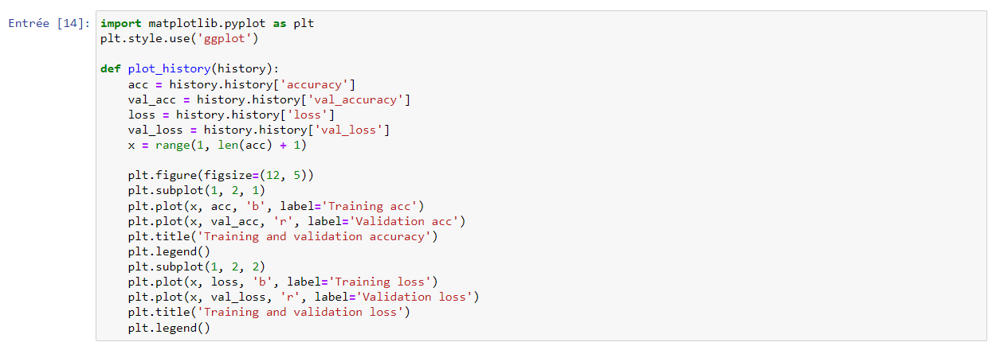 Entrée [14]:
import matplotlib.pyplot as plt
plt.style.use('ggplot')

def plot_history(history):
    acc = history.history['accuracy']
    val_acc = history.history['val_accuracy']
    loss = history.history['loss']
    val_loss = history.history['val_loss']
    x = range(1, len(acc) + 1)

    plt.figure(figsize=(12, 5))
    plt.subplot(1, 2, 1)
    plt.plot(x, acc, 'b', label='Training acc')
    plt.plot(x, val_acc, 'r', label='Validation acc')
    plt.title('Training and validation accuracy')
    plt.legend()
    plt.subplot(1, 2, 2)
    plt.plot(x, loss, 'b', label='Training loss')
    plt.plot(x, val_loss, 'r', label='Validation loss')
    plt.title('Training and validation loss')
    plt.legend()